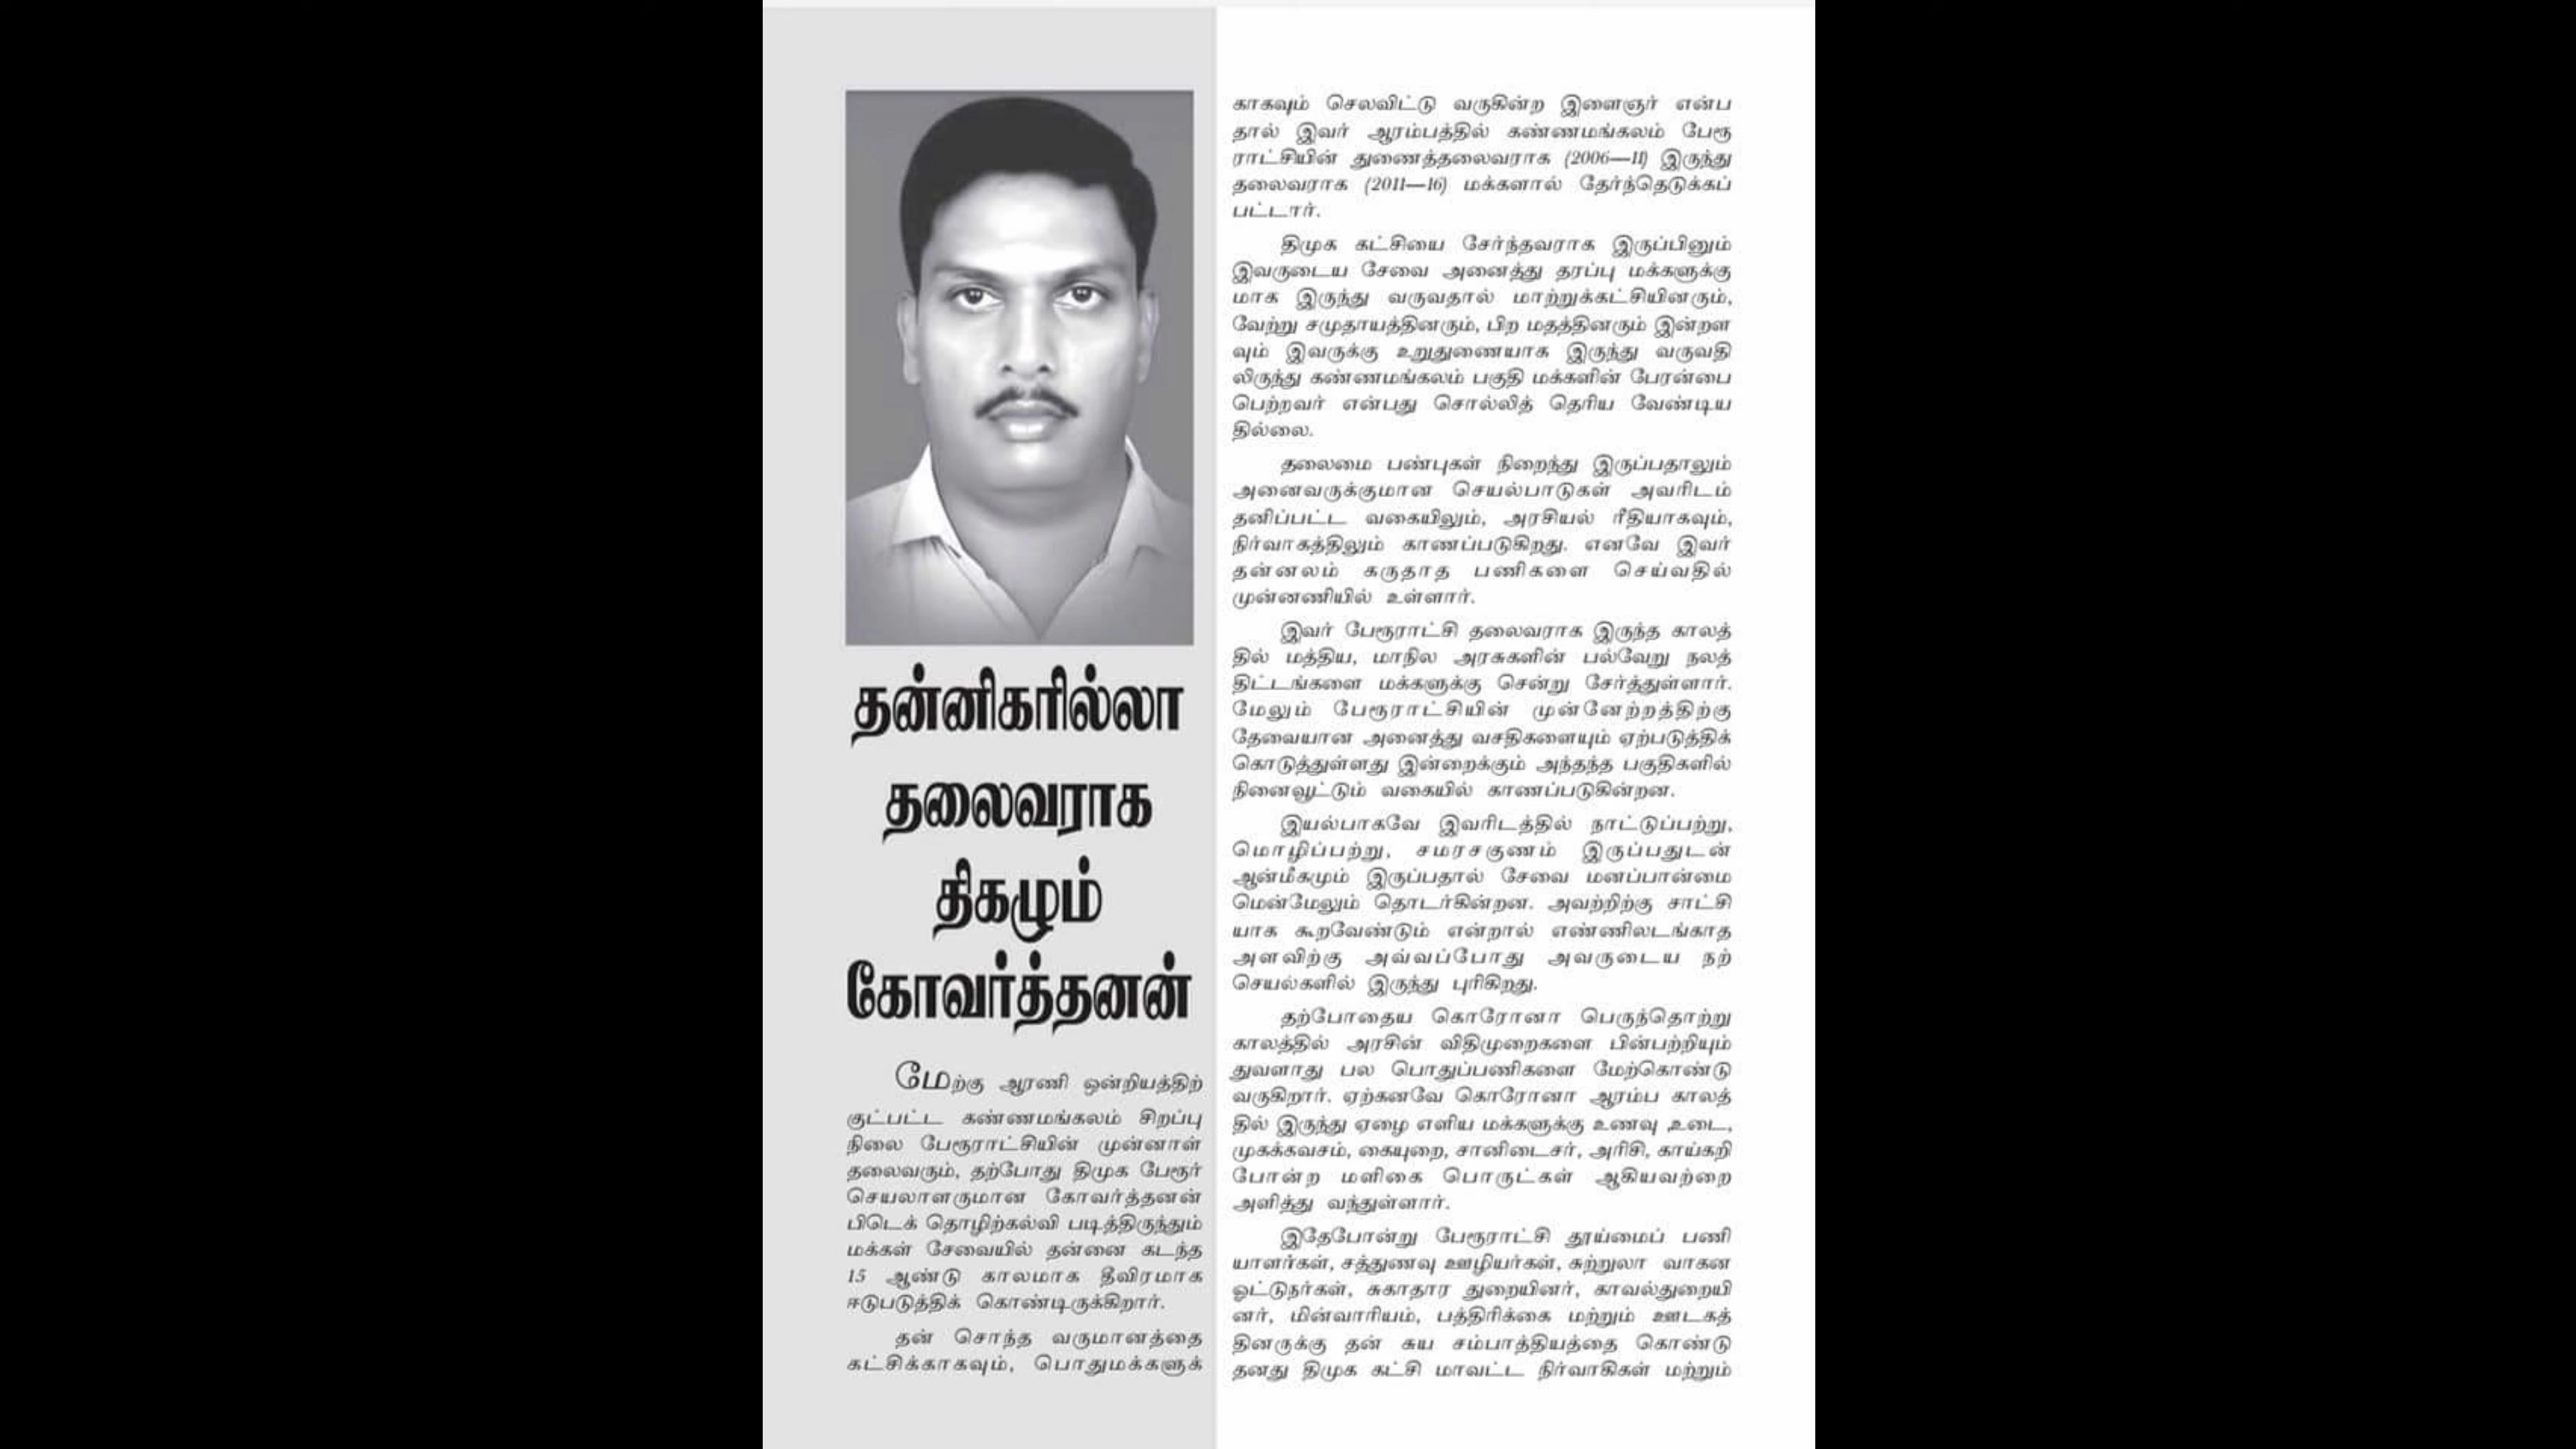 தன்னிகரில்லா
தலைவராக
திகழும்
கோவர்த்தனன்
மேற்கு ஆரணி ஒன்றியத்திற்
குட்பட்ட கண்ணமங்கலம் சிறப்பு
நிலை பேரூராட்சியின் முன்னாள்
தலைவரும், தற்போது திமுக பேரூர்
செயலாளருமான கோவர்த்தனன்
பிடெக் தொழிற்கல்வி படித்திருந்தும்
மக்கள் சேவையில் தன்னை கடந்த
15 ஆண்டு காலமாக தீவிரமாக
ஈடுபடுத்திக் கொண்டிருக்கிறார்.
தன் சொந்த வருமானத்தை
கட்சிக்காகவும், பொதுமக்களுக்
காகவும் செலவிட்டு வருகின்ற இளைஞர் என்ப
தால் இவர் ஆரம்பத்தில் கண்ணமங்கலம் பேரூ
ராட்சியின் துணைத்தலைவராக (2006—11) இருந்து
தலைவராக (2011—16) மக்களால் தேர்ந்தெடுக்கப்
பட்டார்.
திமுக கட்சியை சேர்ந்தவராக இருப்பினும்
இவருடைய சேவை அனைத்து தரப்பு மக்களுக்கு
மாக இருந்து வருவதால் மாற்றுக்கட்சியினரும்,
வேற்று சமுதாயத்தினரும், பிற மதத்தினரும் இன்றள
வும் இவருக்கு உறுதுணையாக இருந்து வருவதி
லிருந்து கண்ணமங்கலம் பகுதி மக்களின் பேரன்பை
பெற்றவர் என்பது சொல்லித் தெரிய வேண்டிய
தில்லை.
தலைமை பண்புகள் நிறைந்து இருப்பதாலும்
அனைவருக்குமான செயல்பாடுகள் அவரிடம்
தனிப்பட்ட வகையிலும், அரசியல் ரீதியாகவும்,
நிர்வாகத்திலும் காணப்படுகிறது. எனவே இவர்
தன்னலம் கருதாத பணிகளை செய்வதில்
முன்னணியில் உள்ளார்.
இவர் பேரூராட்சி தலைவராக இருந்த காலத்
தில் மத்திய, மாநில அரசுகளின் பல்வேறு நலத்
திட்டங்களை மக்களுக்கு சென்று சேர்த்துள்ளார்.
மேலும் பேரூராட்சியின் முன்னேற்றத்திற்கு
தேவையான அனைத்து வசதிகளையும் ஏற்படுத்திக்
கொடுத்துள்ளது இன்றைக்கும் அந்தந்த பகுதிகளில்
நினைவூட்டும் வகையில் காணப்படுகின்றன.
இயல்பாகவே இவரிடத்தில் நாட்டுப்பற்று,
மொழிப்பற்று, சமரசகுணம் இருப்பதுடன்
ஆன்மீகமும் இருப்பதால் சேவை மனப்பான்மை
மென்மேலும் தொடர்கின்றன. அவற்றிற்கு சாட்சி
யாக கூறவேண்டும் என்றால் எண்ணிலடங்காத
அளவிற்கு அவ்வப்போது அவருடைய நற்
செயல்களில் இருந்து புரிகிறது.
தற்போதைய கொரோனா பெருந்தொற்று
காலத்தில் அரசின் விதிமுறைகளை பின்பற்றியும்
துவளாது பல பொதுப்பணிகளை மேற்கொண்டு
வருகிறார். ஏற்கனவே கொரோனா ஆரம்ப காலத்
தில் இருந்து ஏழை எளிய மக்களுக்கு உணவு ,உடை,
முகக்கவசம், கையுறை, சானிடைசர், அரிசி, காய்கறி
போன்ற மளிகை பொருட்கள் ஆகியவற்றை
அளித்து வந்துள்ளார்.
இதேபோன்று பேரூராட்சி தூய்மைப் பணி
யாளர்கள், சத்துணவு ஊழியர்கள், சுற்றுலா வாகன
ஓட்டுநர்கள், சுகாதார துறையினர், காவல்துறையி
னர், மின்வாரியம், பத்திரிக்கை மற்றும் ஊடகத்
தினருக்கு தன் சுய சம்பாத்தியத்தை கொண்டு
தனது திமுக கட்சி மாவட்ட நிர்வாகிகள் மற்றும்